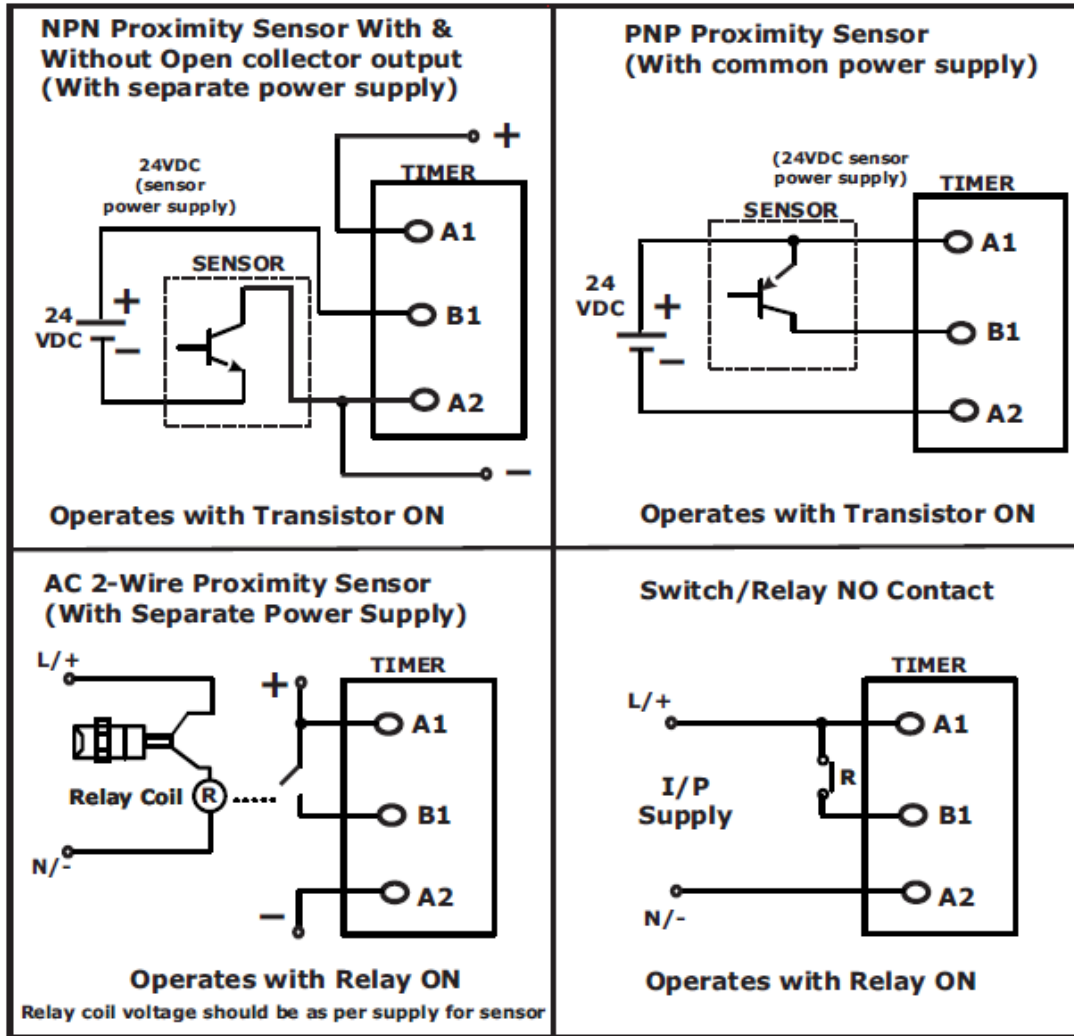 NPN Proximity Sensor With &
Without Open collector output
(With separate power supply)
+
24VDC
(sensor
power supply)
TIMER
A1
SENSOR
+
24
VDC
−
B1
A2
−
Operates with Transistor ON
PNP Proximity Sensor
(With common power supply)
(24VDC sensor
power supply)
TIMER
SENSOR
A1
24
VDC
+
−
B1
A2
Operates with Transistor ON
AC 2-Wire Proximity Sensor
(With Separate Power Supply)
L/+
TIMER
+
A1
Relay Coil
R
B1
N/-
A2
−
Operates with Relay ON
Relay coil voltage should be as per supply for sensor
Switch/Relay NO Contact
TIMER
L/+
A1
R
I/P
Supply
B1
A2
N/-
Operates with Relay ON